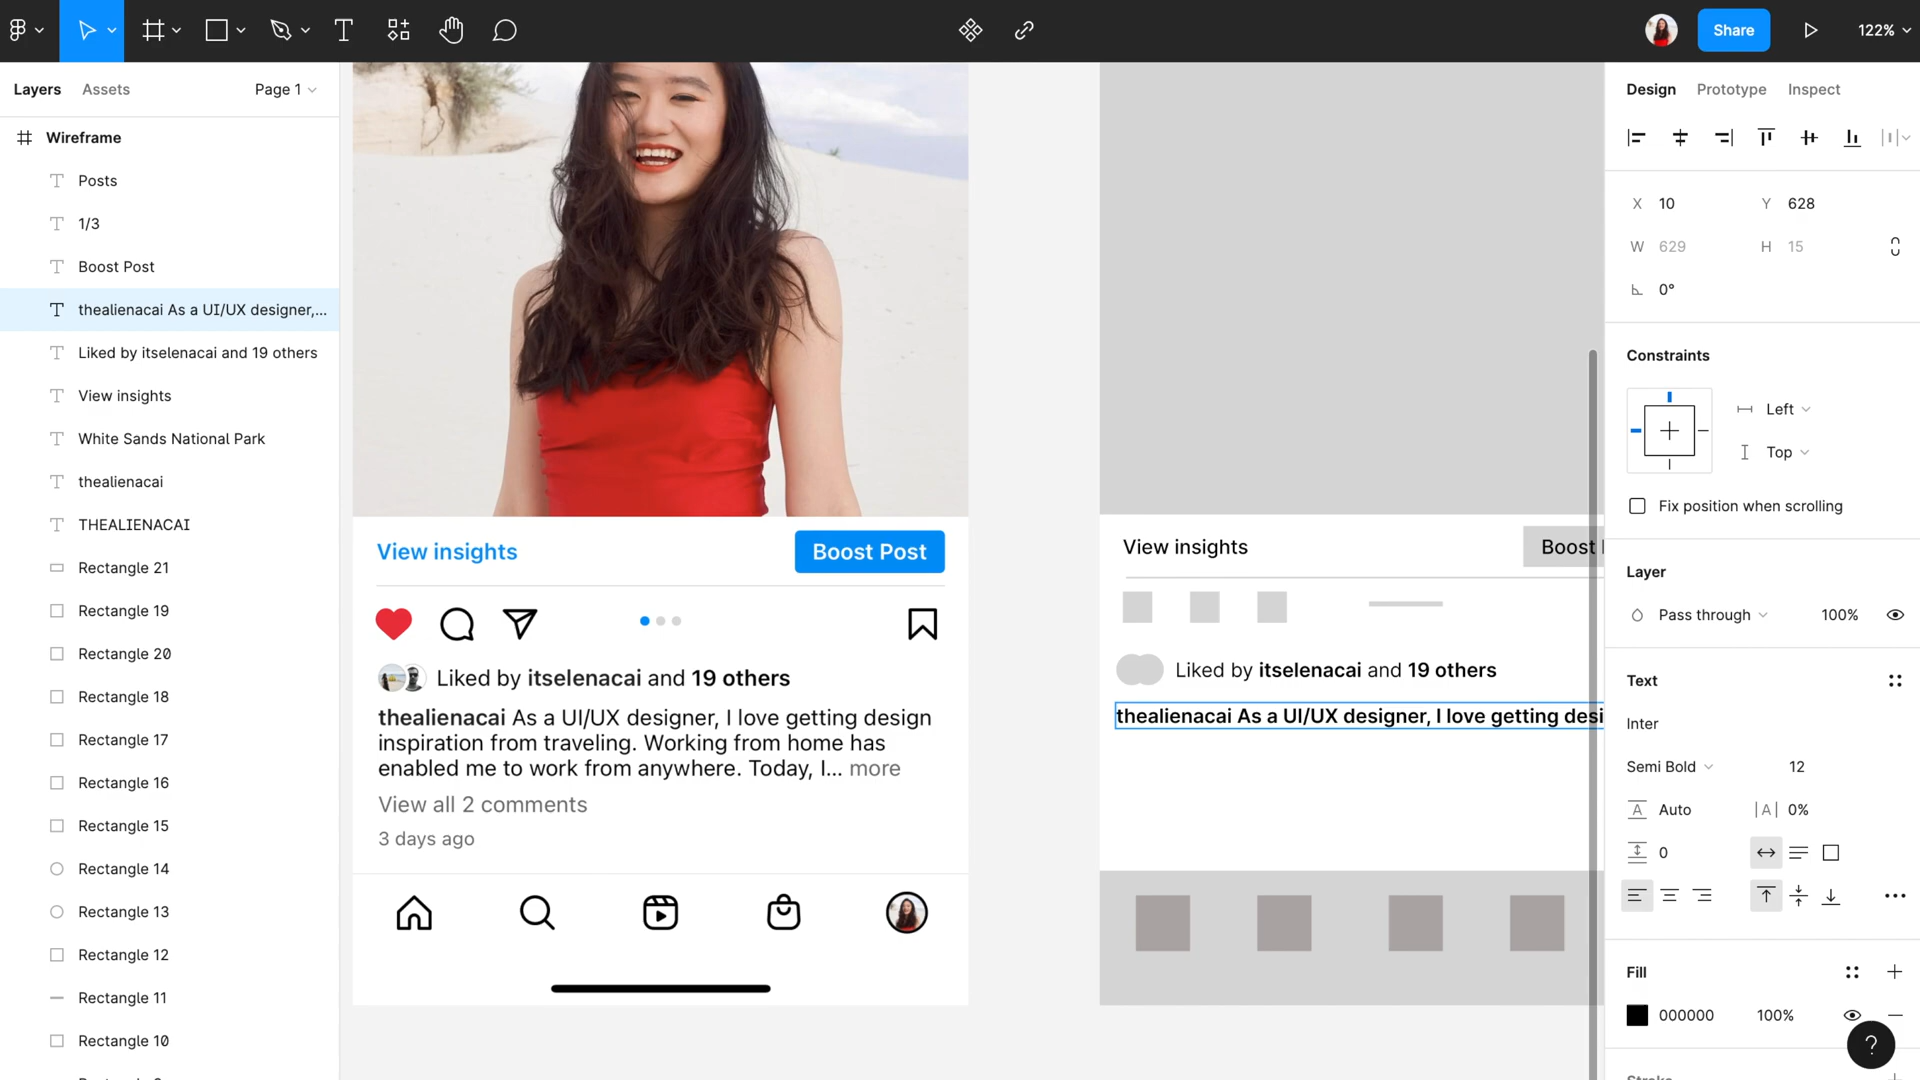 Share
122%
Layers
Assets
Page 1
Wireframe
Posts
1/3
Boost Post
thealienacai As a UI/UX designer,...
Liked by itselenacai and 19 others
View insights
White Sands National Park
thealienacai
THEALIENACAI
Rectangle 21
Rectangle 19
Rectangle 20
Rectangle 18
Rectangle 17
Rectangle 16
Rectangle 15
Rectangle 14
Rectangle 13
Rectangle 12
Rectangle 11
Rectangle 10
View insights
Boost Post
Liked by itselenacai and 19 others
thealienacai As a UI/UX designer, I love getting design
inspiration from traveling. Working from home has
enabled me to work from anywhere. Today, I... more
View all 2 comments
3 days ago
View insights
Boost
Liked by itselenacai and 19 others
thealienacai As a UI/UX designer, I love getting desi
Design
Prototype
Inspect
X 10
Y 628
W 629
H 15
0°
Constraints
Left
Top
Fix position when scrolling
Layer
Pass through
100%
Text
Inter
Semi Bold
12
A Auto
|A| 0%
0
Fill
000000
100%
?